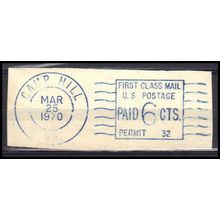 CAMP HILL
MAR
25
1970
FIRST CLASS MAIL
U.S. POSTAGE
PAID 6 CTS.
PERMIT 32